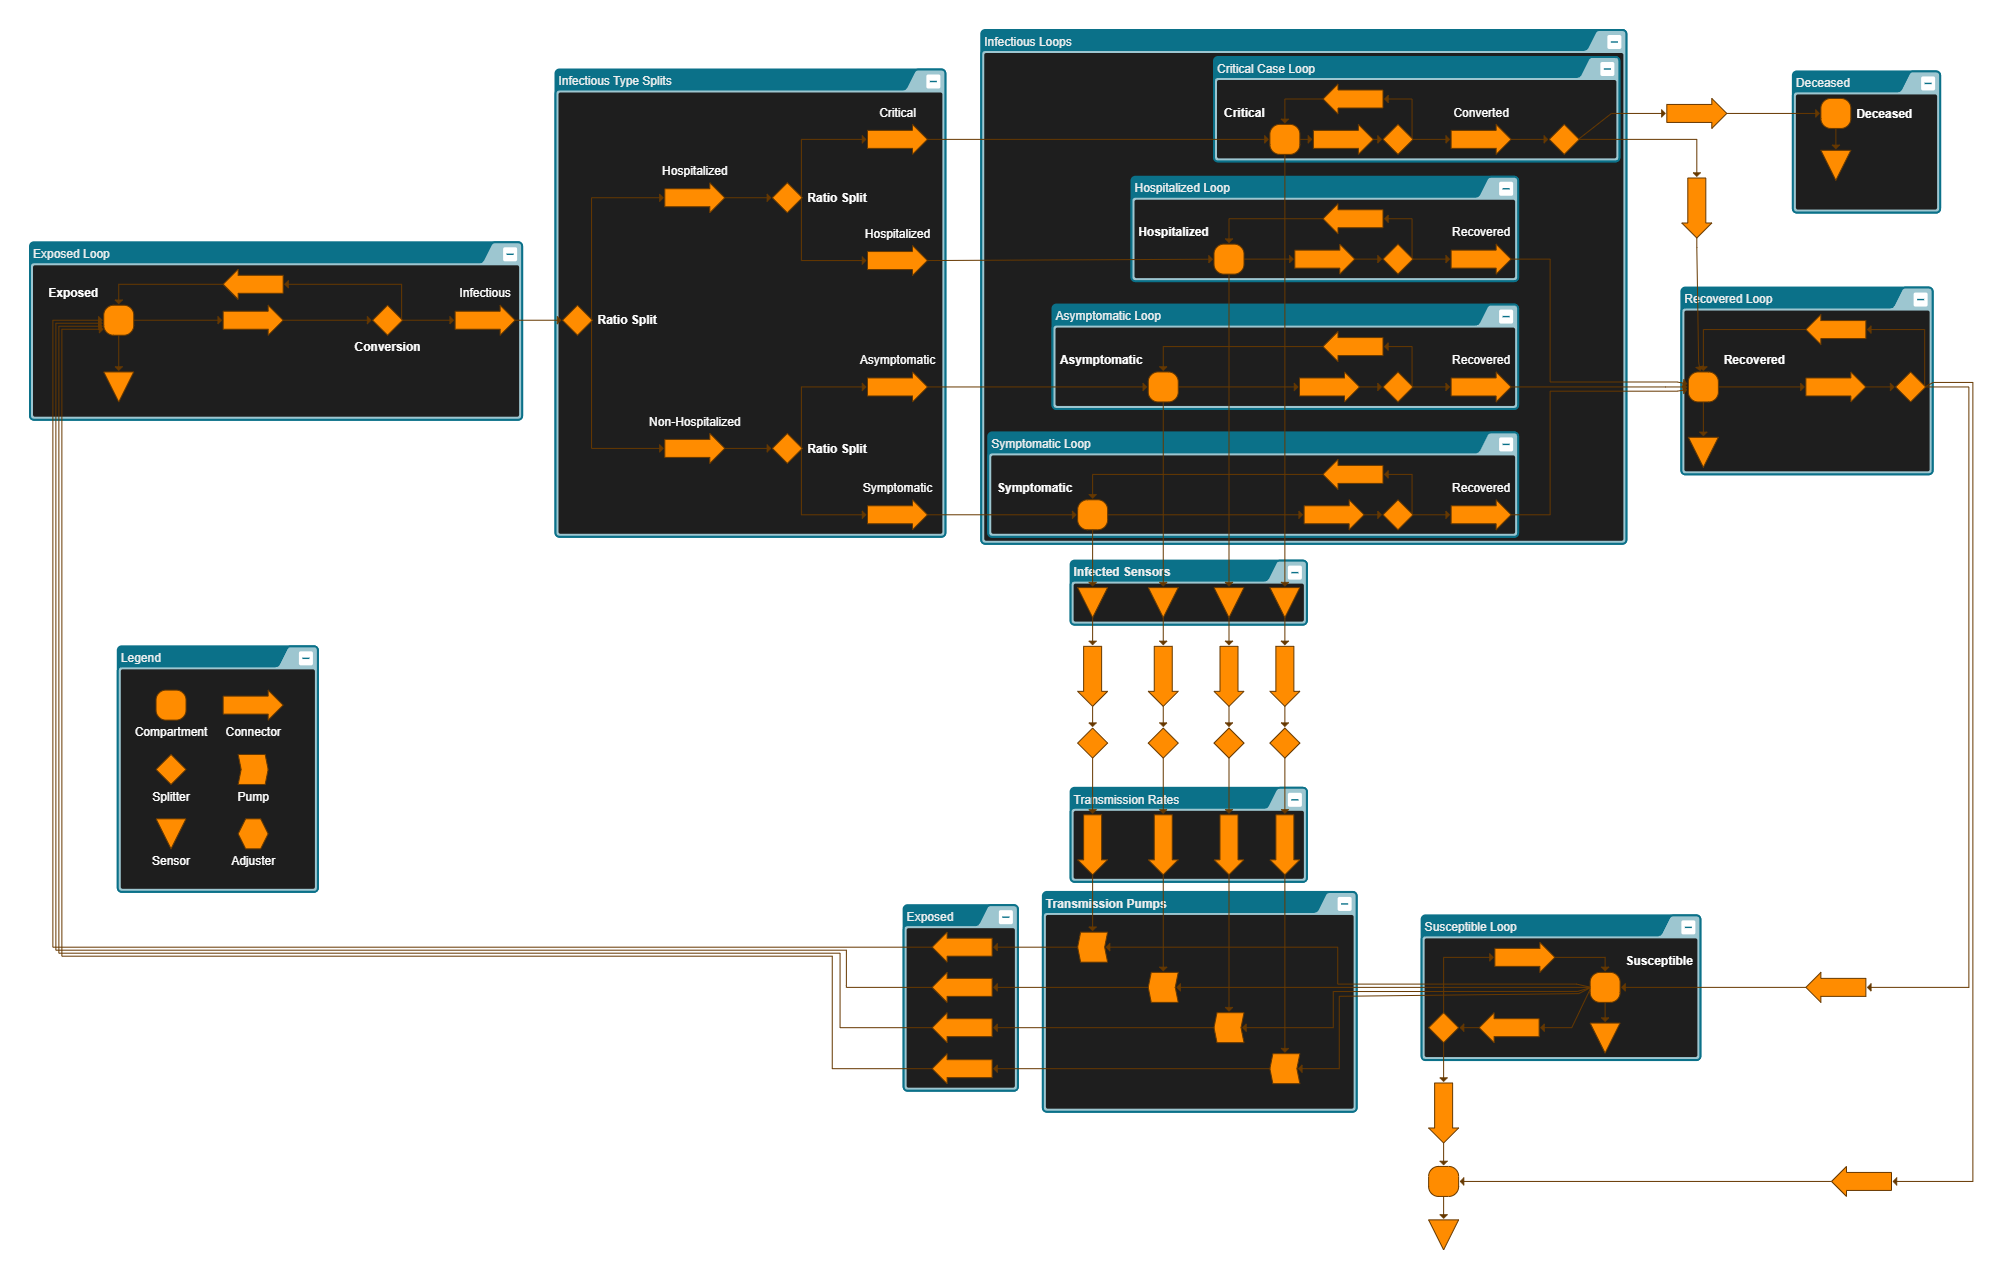 Infectious Loops
Critical Case Loop
Critical
Converted
Deceased
Deceased
Infectious Type Splits
Critical
Hospitalized
Ratio Split
Hospitalized
Hospitalized Loop
Hospitalized
Recovered
Exposed Loop
Exposed
Infectious
Conversion
Ratio Split
Asymptomatic
Non-Hospitalized
Ratio Split
Symptomatic
Asymptomatic Loop
Asymptomatic
Recovered
Symptomatic Loop
Symptomatic
Recovered
Recovered Loop
Recovered
Infected Sensors
Legend
Compartment
Connector
Splitter
Pump
Sensor
Adjuster
Transmission Rates
Transmission Pumps
Exposed
Susceptible Loop
Susceptible